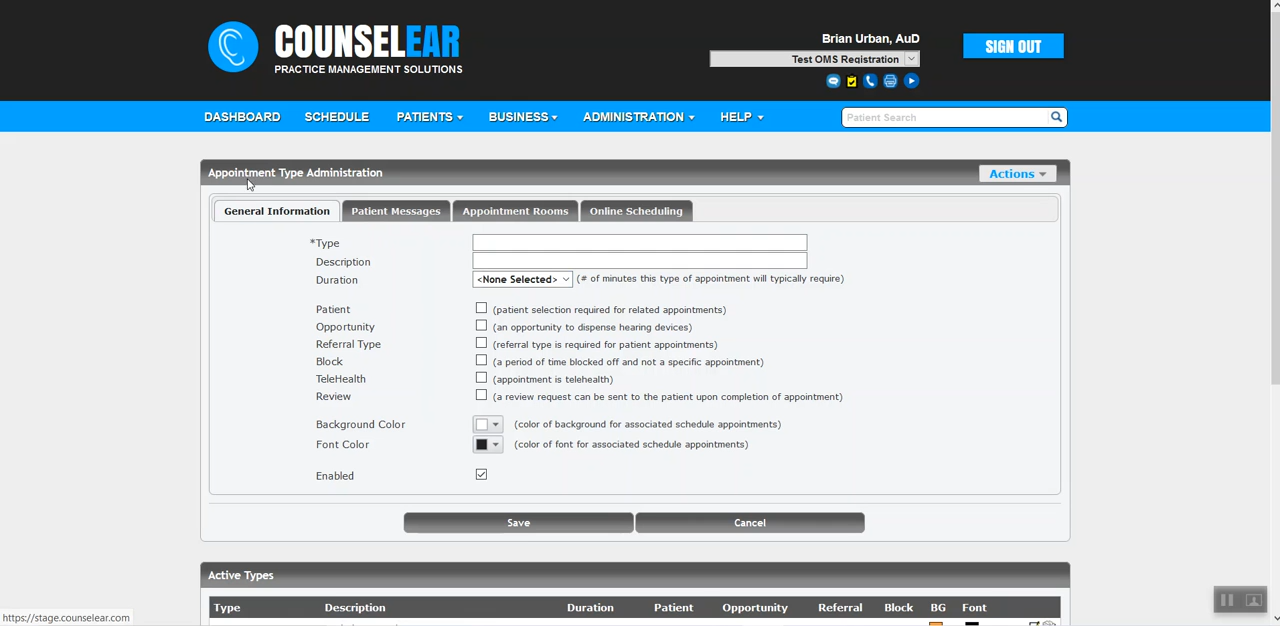 COUNSELEAR
PRACTICE MANAGEMENT SOLUTIONS
Brian Urban, AuD
Test OMS Registration
SIGN OUT
DASHBOARD SCHEDULE PATIENTS BUSINESS ADMINISTRATION HELP Patient Search
Appointment Type Administration Actions
General Information Patient Messages Appointment Rooms Online Scheduling
*Type
Description
Duration <None Selected> (# of minutes this type of appointment will typically require)
Patient (patient selection required for related appointments)
Opportunity (an opportunity to dispense hearing devices)
Referral Type (referral type is required for patient appointments)
Block (a period of time blocked off and not a specific appointment)
TeleHealth (appointment is telehealth)
Review (a review request can be sent to the patient upon completion of appointment)
Background Color (color of background for associated schedule appointments)
Font Color (color of font for associated schedule appointments)
Enabled
Save Cancel
Active Types
Type Description Duration Patient Opportunity Referral Block BG Font
https://stage.counselear.com